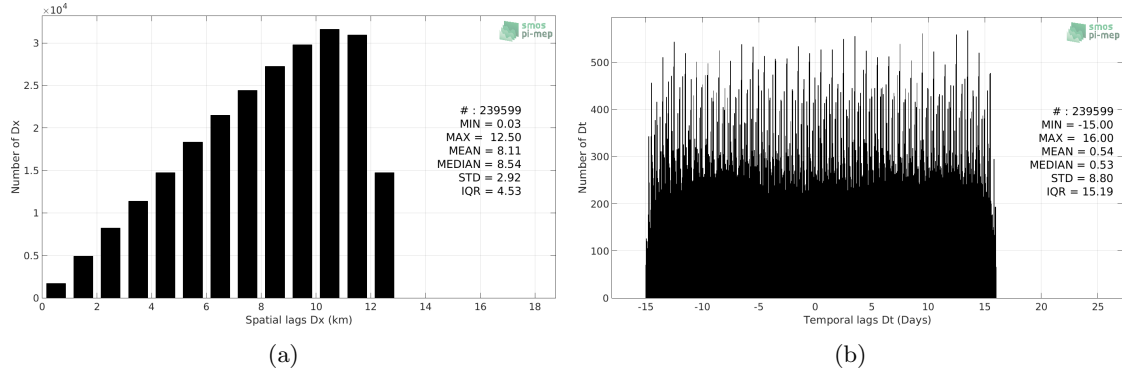 ×10⁴
3
2.5
2
1.5
1
0.5
0
Number of Dx
0 2 4 6 8 10 12 14 16 18
Spatial lags Dx (km)
smos
pi-mep
# : 239599
MIN = 0.03
MAX = 12.50
MEAN = 8.11
MEDIAN = 8.54
STD = 2.92
IQR = 4.53
(a)
500
400
300
200
100
0
Number of Dt
-15 -10 -5 0 5 10 15 20 25
Temporal lags Dt (Days)
smos
pi-mep
# : 239599
MIN = -15.00
MAX = 16.00
MEAN = 0.54
MEDIAN = 0.53
STD = 8.80
IQR = 15.19
(b)